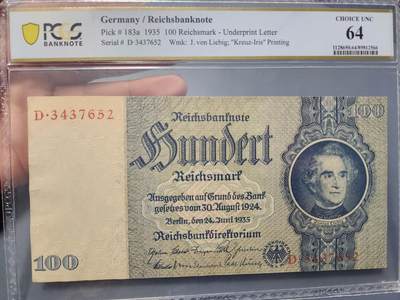 PCGS
BANKNOTE
Germany / Reichsbanknote
Pick # 183a 1935 100 Reichsmark - Underprint Letter
Serial # D·3437652 Wmk: J. von Liebig; "Kreuz-Iris" Printing
CHOICE UNC
64
D·3437652
Reichsbanknote
Hundert
Reichsmark
Ausgegeben auf Grund des Bank
gesetzes vom 30. August 1924.
Berlin, den 24. Juni 1935
Reichsbankdirektorium
100
100
D·3437652